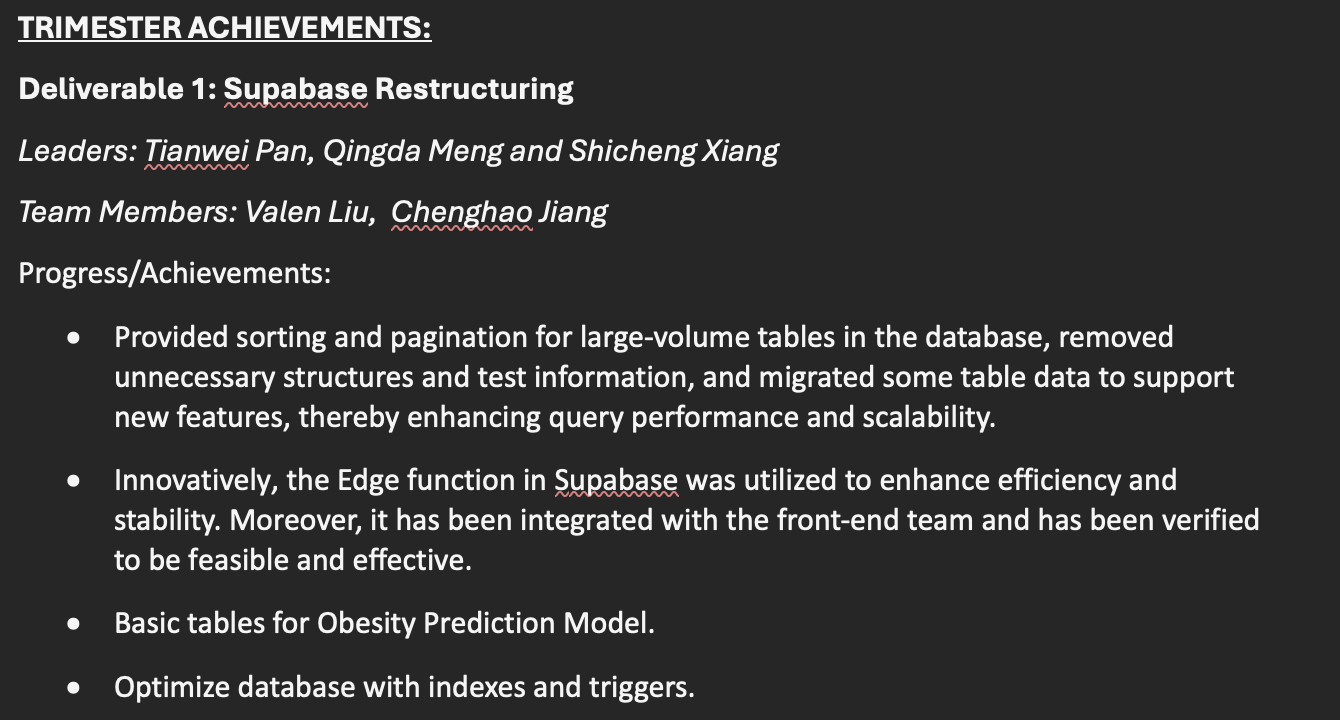 TRIMESTER ACHIEVEMENTS:
Deliverable 1: Supabase Restructuring
Leaders: Tianwei Pan, Qingda Meng and Shicheng Xiang
Team Members: Valen Liu,  Chenghao Jiang
Progress/Achievements:
• Provided sorting and pagination for large-volume tables in the database, removed
unnecessary structures and test information, and migrated some table data to support
new features, thereby enhancing query performance and scalability.
• Innovatively, the Edge function in Supabase was utilized to enhance efficiency and
stability. Moreover, it has been integrated with the front-end team and has been verified
to be feasible and effective.
• Basic tables for Obesity Prediction Model.
• Optimize database with indexes and triggers.